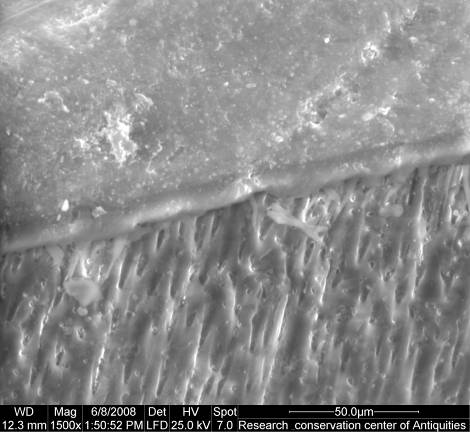 WD Mag 6/8/2008 Det HV Spot 50.0µm
12.3 mm 1500x 1:50:52 PM LFD 25.0 kV 7.0 Research conservation center of Antiquities